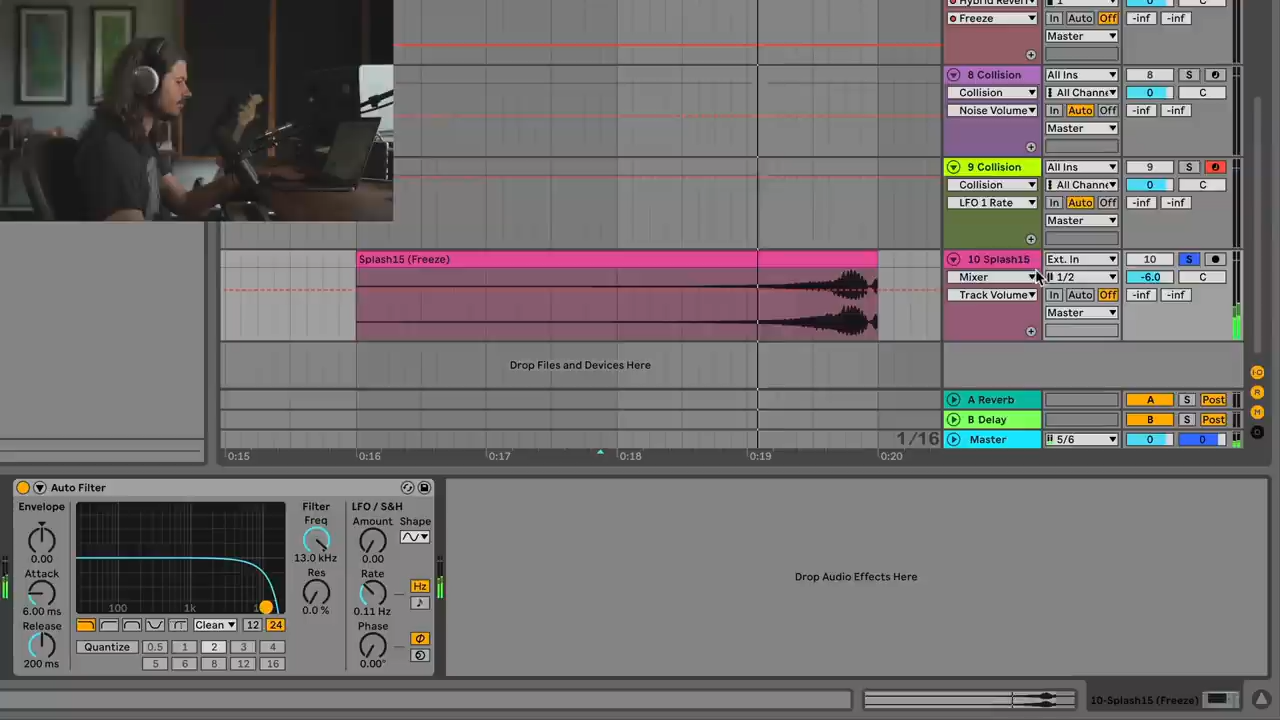 Hybrid Reverb
1
C
Freeze
In Auto Off
-inf -inf
Master
8 Collision
All Ins
8
S
Collision
All Channe
0
C
Noise Volume
In Auto Off
-inf -inf
Master
9 Collision
All Ins
9
S
Collision
All Channe
0
C
LFO 1 Rate
In Auto Off
-inf -inf
Master
Splash15 (Freeze)
10 Splash15
Ext. In
10
S
Mixer
1/2
-6.0
C
Track Volume
In Auto Off
-inf -inf
Master
Drop Files and Devices Here
A Reverb
A
S
Post
B Delay
B
S
Post
1/16
Master
5/6
0
0
0:15
0:16
0:17
0:18
0:19
0:20
I·O
R
M
D
Auto Filter
Envelope
0.00
Attack
6.00 ms
Release
200 ms
100
1k
Clean
12
24
Quantize
0.5
1
2
3
4
5
6
8
12
16
Filter
Freq
13.0 kHz
Res
0.0 %
LFO / S&H
Amount
Shape
0.00
Rate
Hz
0.11 Hz
Phase
0.00°
Drop Audio Effects Here
10-Splash15 (Freeze)